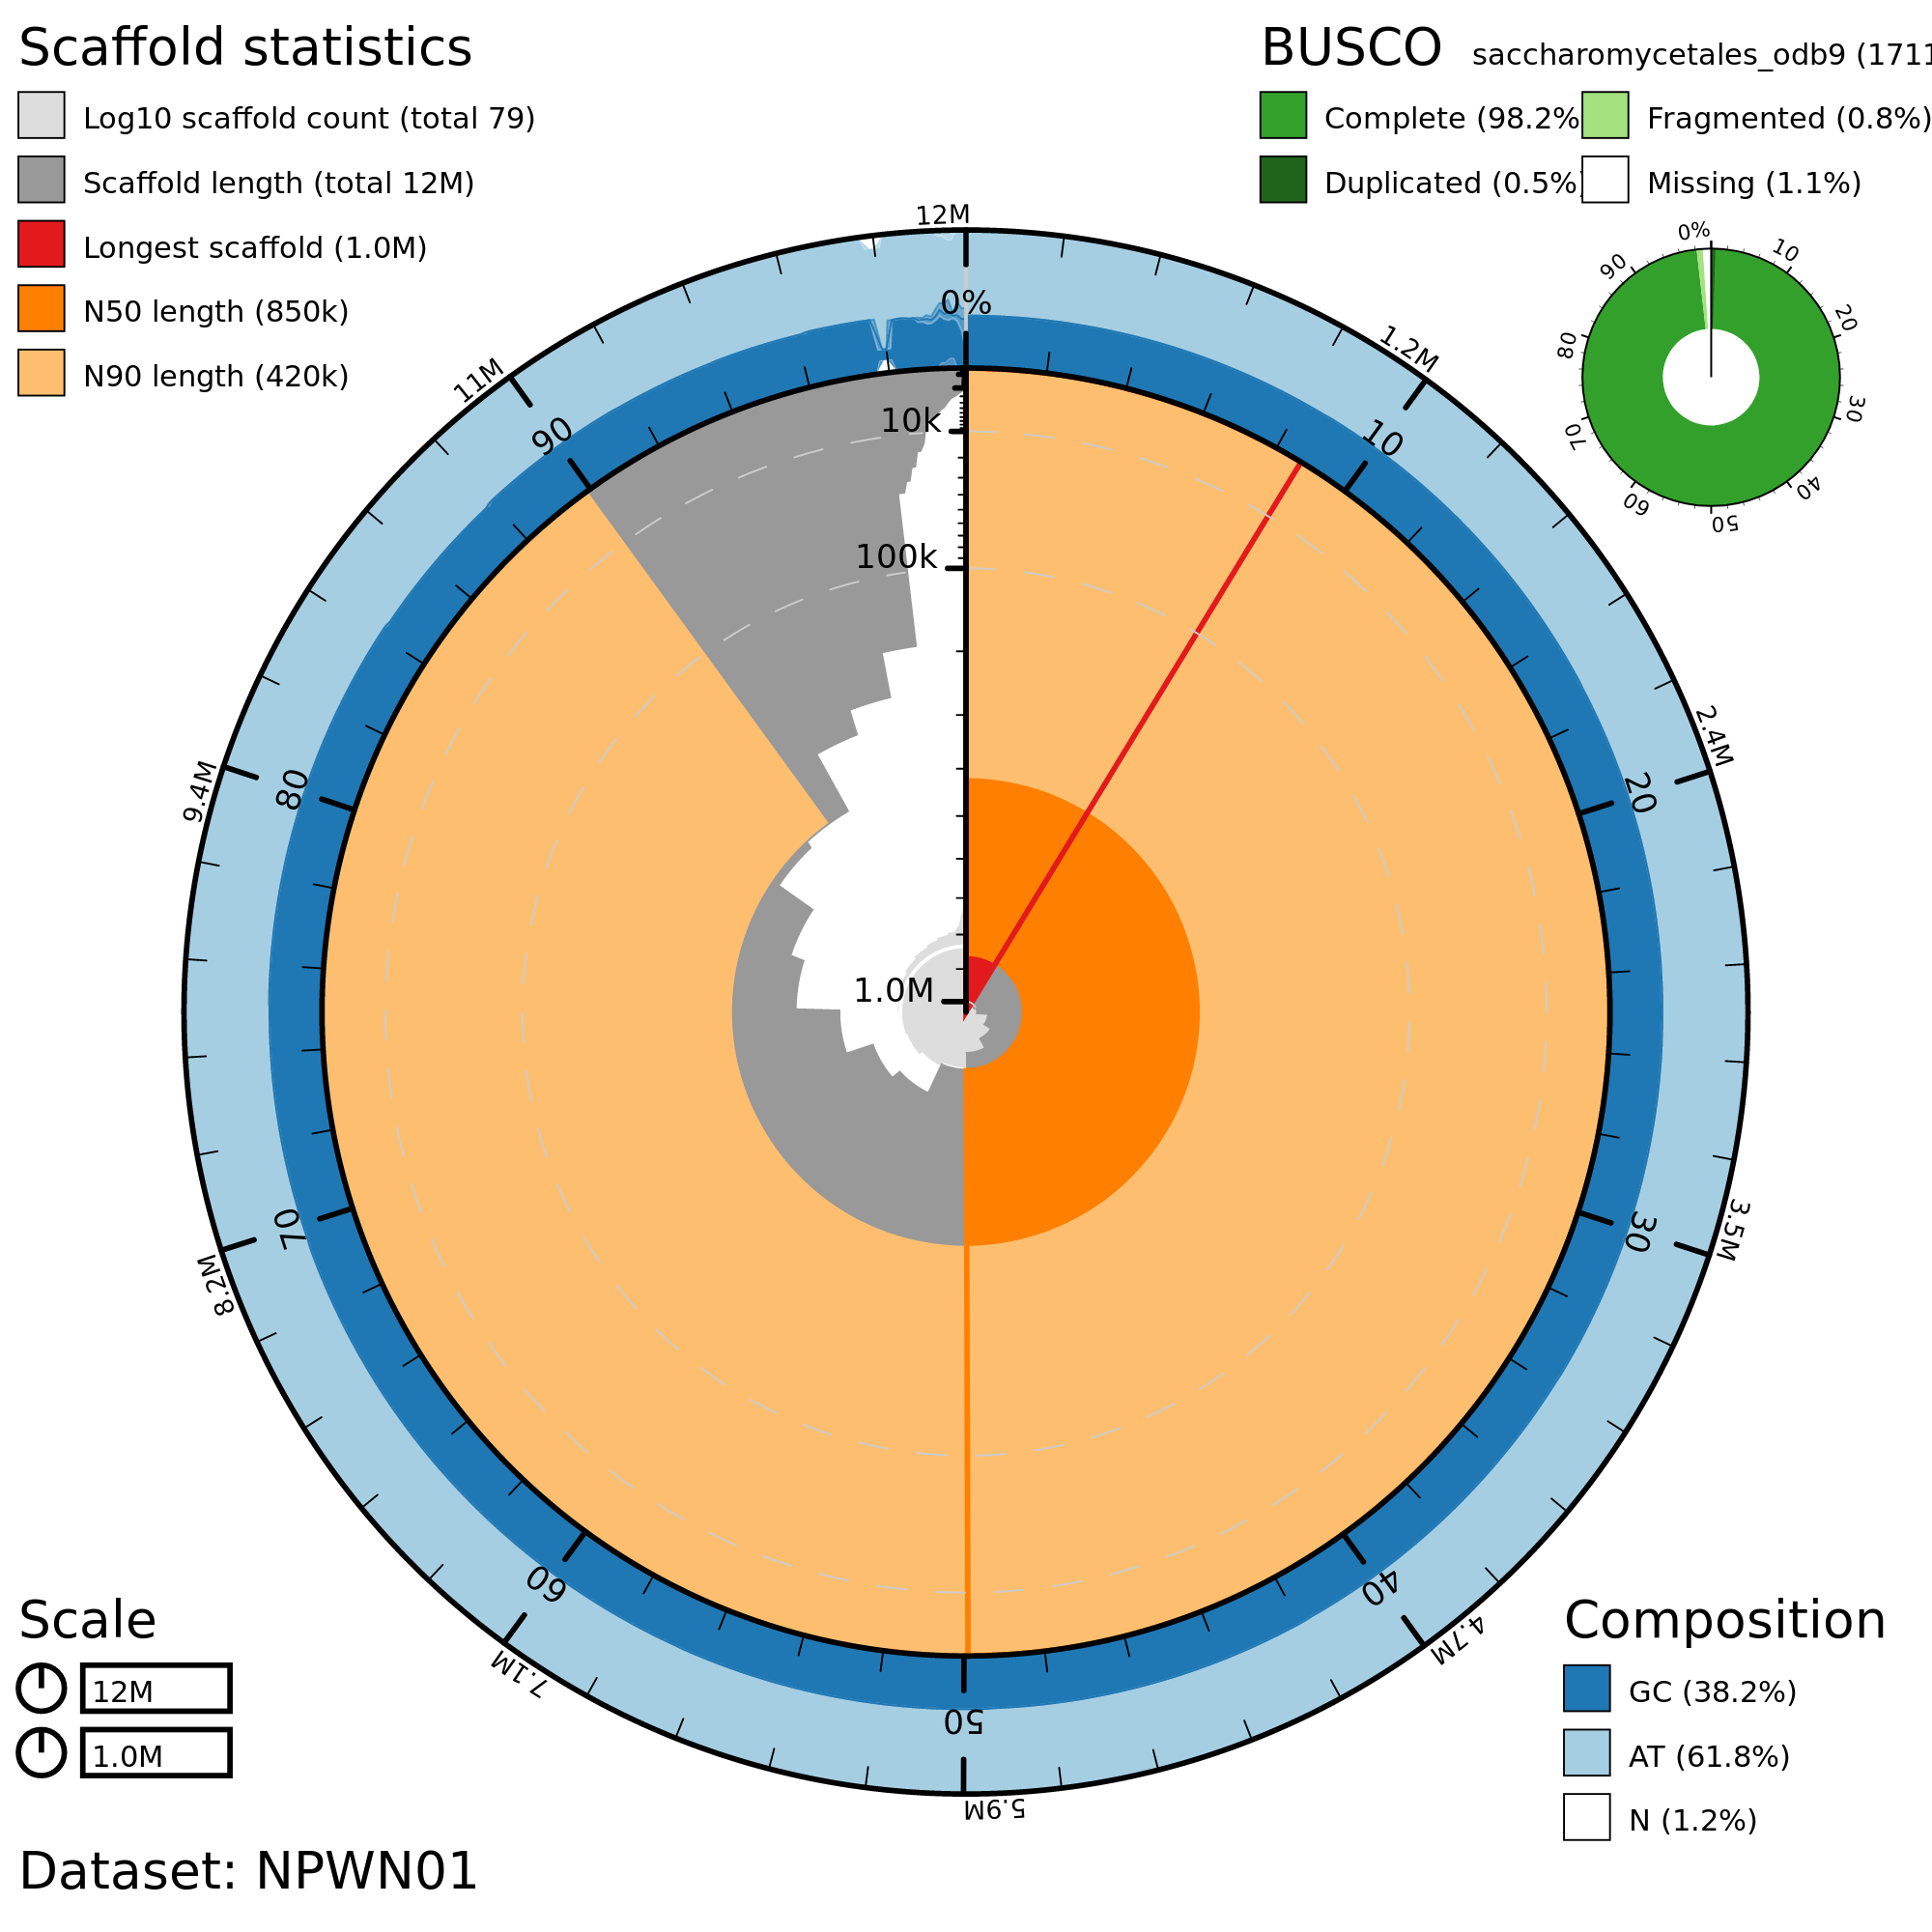 Scaffold statistics
Log10 scaffold count (total 79)
Scaffold length (total 12M)
Longest scaffold (1.0M)
N50 length (850k)
N90 length (420k)
BUSCO saccharomycetales_odb9 (1711
Complete (98.2%
Fragmented (0.8%)
Duplicated (0.5%)
Missing (1.1%)
0%
10
20
30
40
50
60
70
80
90
12M
1.2M
2.4M
3.5M
4.7M
5.9M
7.1M
8.2M
9.4M
11M
0%
10
20
30
40
50
60
70
80
90
10k
100k
1.0M
Scale
12M
1.0M
Composition
GC (38.2%)
AT (61.8%)
N (1.2%)
Dataset: NPWN01